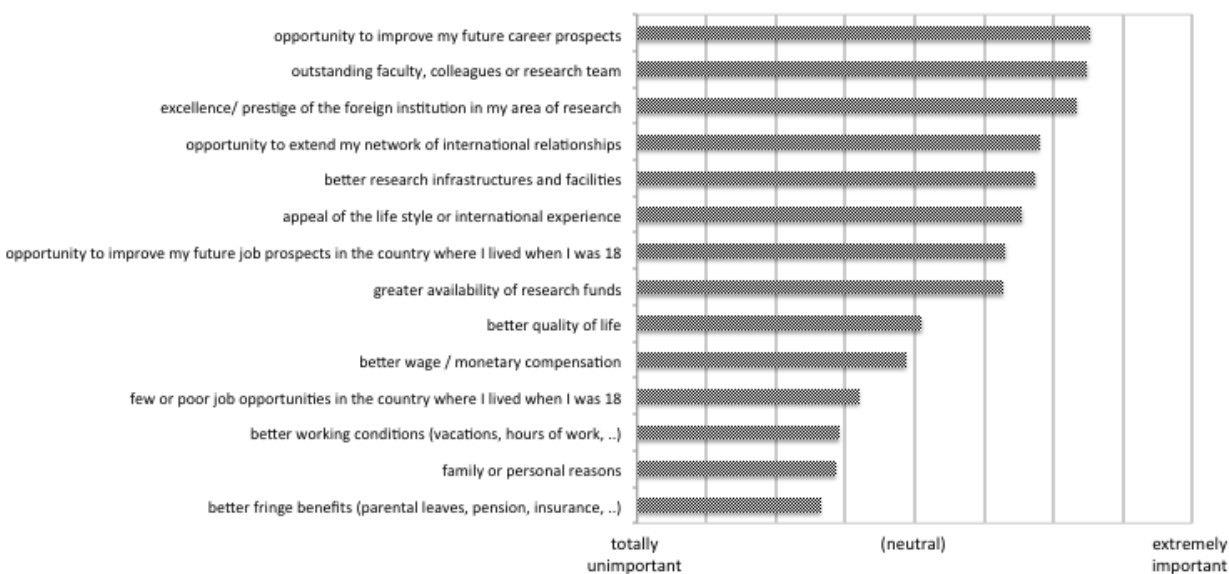 opportunity to improve my future career prospects
outstanding faculty, colleagues or research team
excellence/ prestige of the foreign institution in my area of research
opportunity to extend my network of international relationships
better research infrastructures and facilities
appeal of the life style or international experience
opportunity to improve my future job prospects in the country where I lived when I was 18
greater availability of research funds
better quality of life
better wage / monetary compensation
few or poor job opportunities in the country where I lived when I was 18
better working conditions (vacations, hours of work, ..)
family or personal reasons
better fringe benefits (parental leaves, pension, insurance, ..)
totally (neutral) extremely
unimportant important